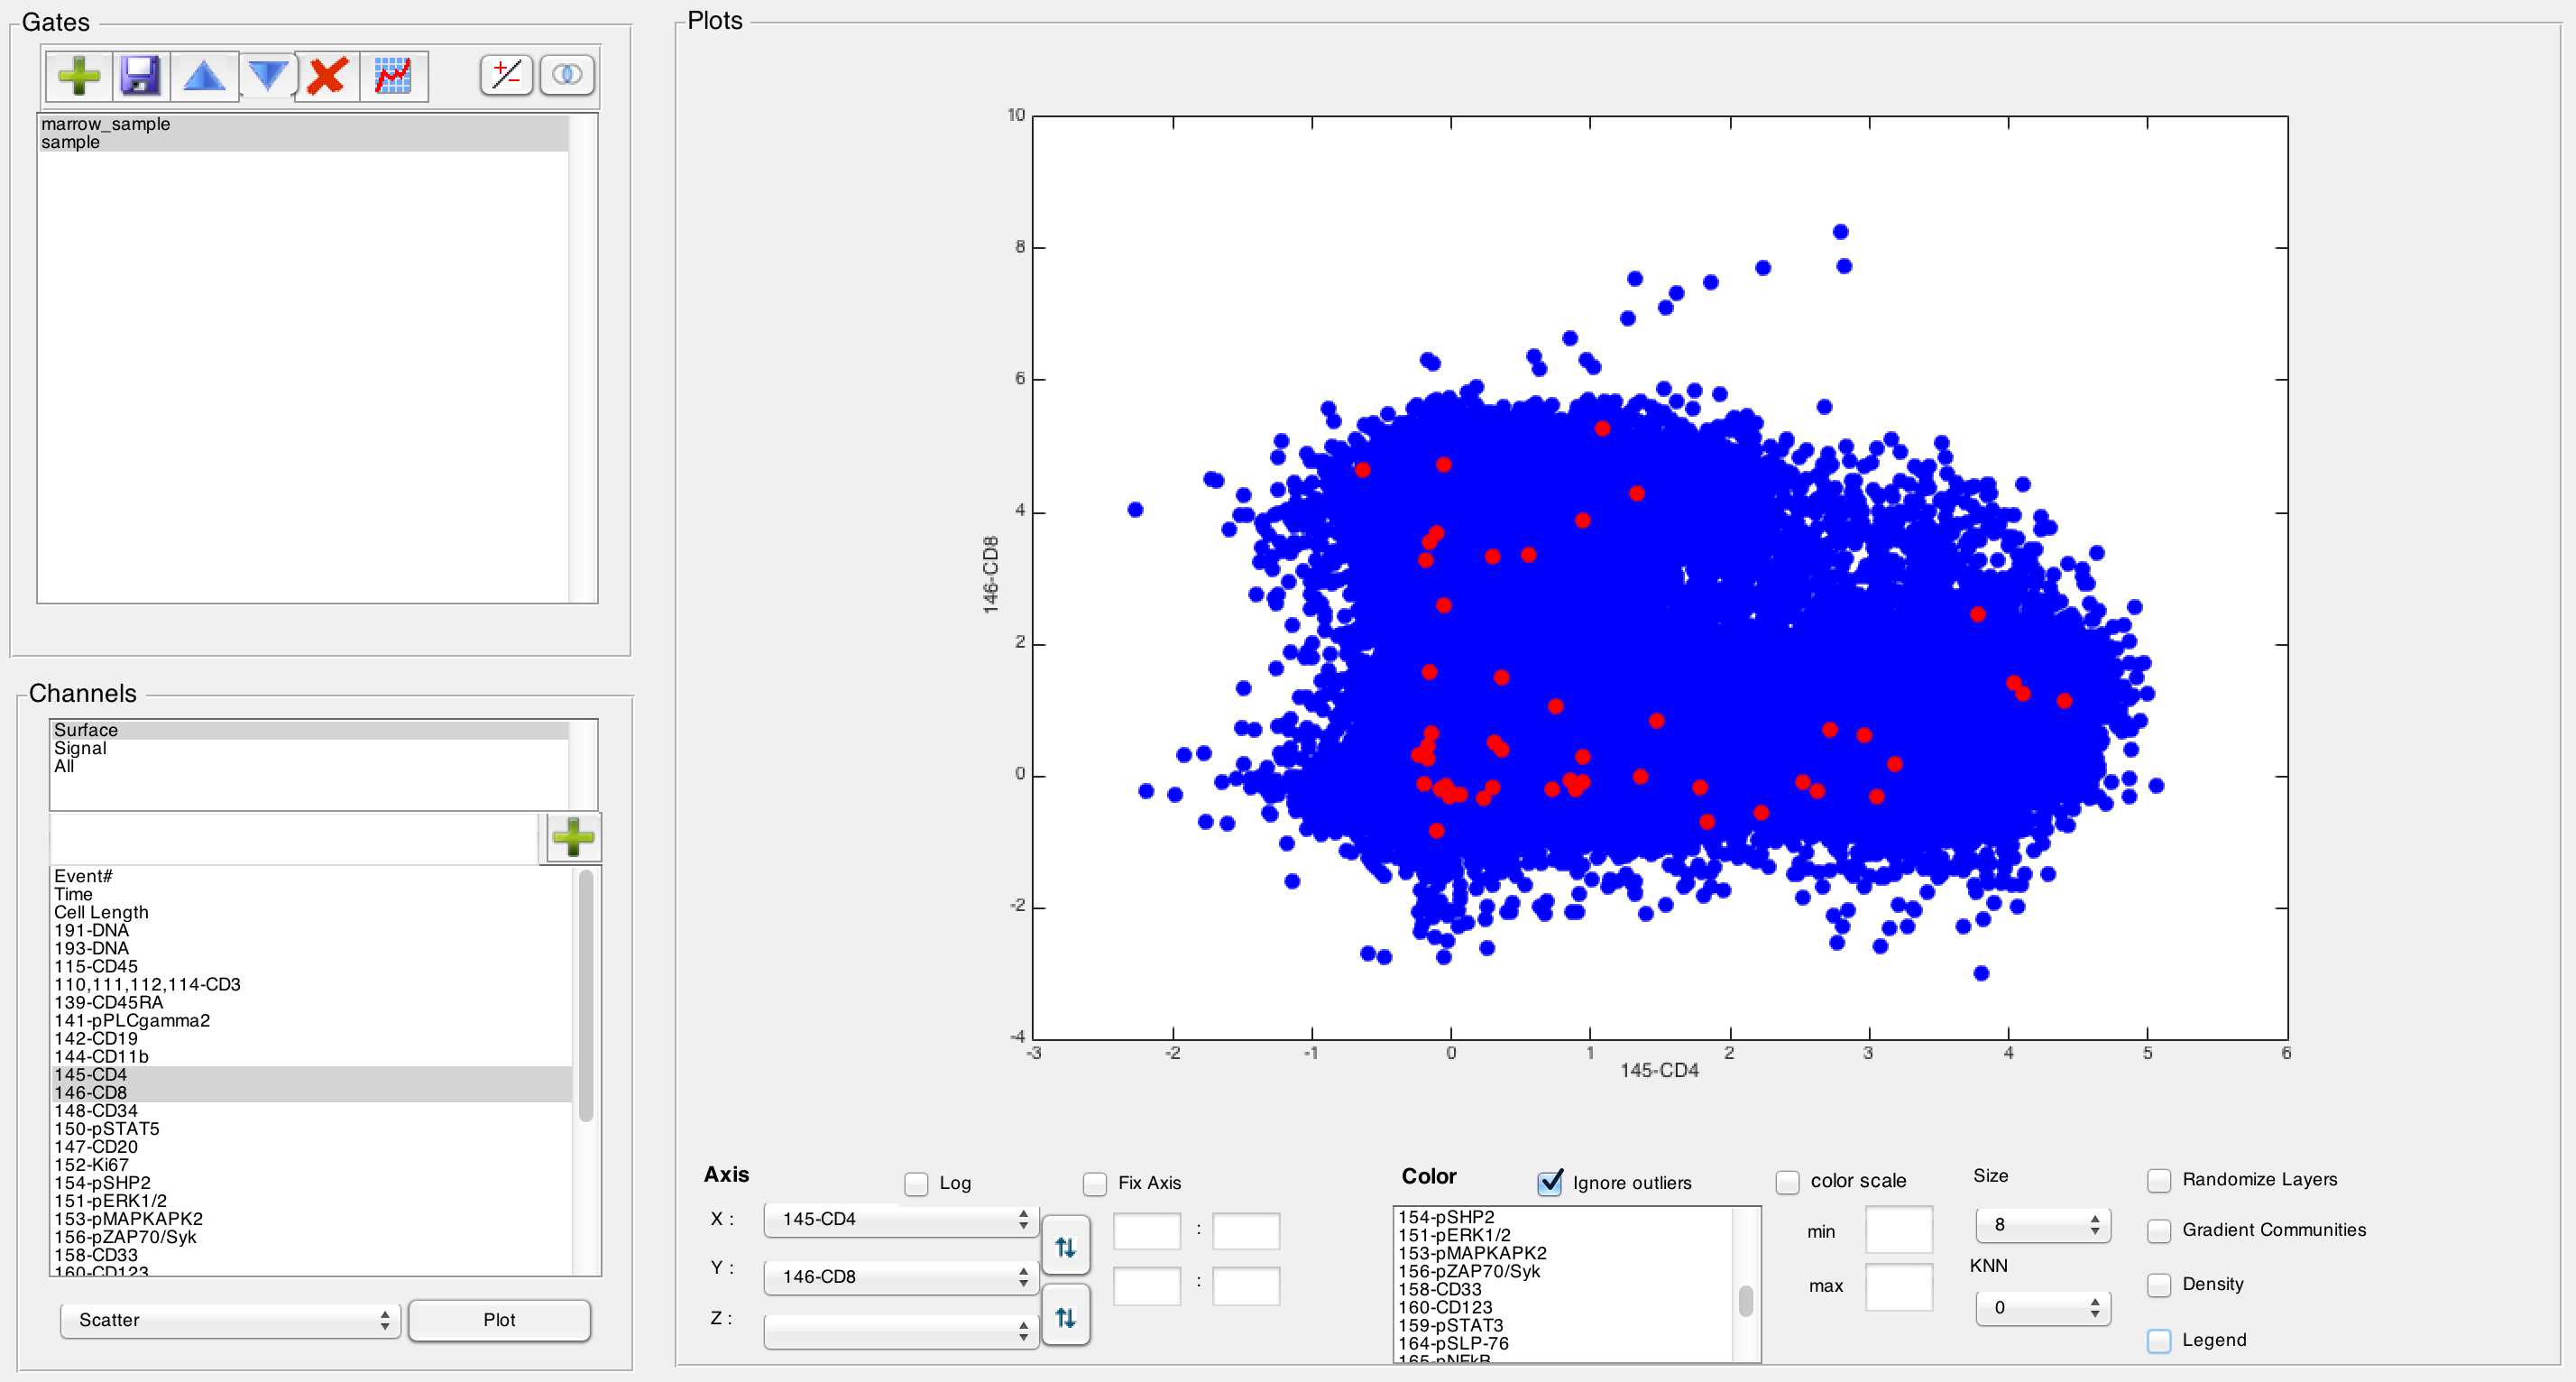 Gates
marrow_sample
sample
Channels
Surface
Signal
All
Event#
Time
Cell Length
191-DNA
193-DNA
115-CD45
110,111,112,114-CD3
139-CD45RA
141-pPLCgamma2
142-CD19
144-CD11b
145-CD4
146-CD8
148-CD34
150-pSTAT5
147-CD20
152-Ki67
154-pSHP2
151-pERK1/2
153-pMAPKAPK2
156-pZAP70/Syk
158-CD33
160-CD123
Scatter
Plot
Plots
10
8
6
4
2
0
-2
-4
146-CD8
-3 -2 -1 0 1 2 3 4 5 6
145-CD4
Axis
Log
Fix Axis
X : 145-CD4 :
Y : 146-CD8 :
Z :
Color
Ignore outliers
154-pSHP2
151-pERK1/2
153-pMAPKAPK2
156-pZAP70/Syk
158-CD33
160-CD123
159-pSTAT3
164-pSLP-76
165-pNFkB
color scale
min
max
Size
8
KNN
0
Randomize Layers
Gradient Communities
Density
Legend